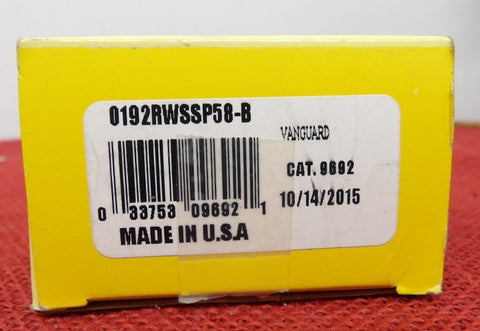 0192RWSSP58-B
VANGUARD
CAT. 9692
0 33753 09692 1
10/14/2015
MADE IN U.S.A